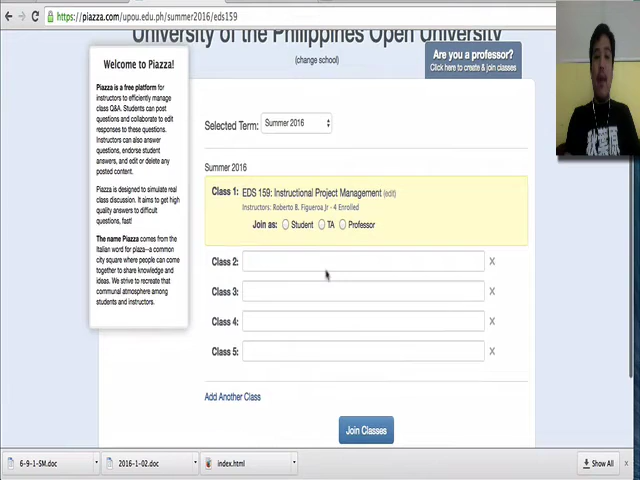 https://piazza.com/upou.edu.ph/summer2016/eds159
University of the Philippines Open University
(change school)
Are you a professor?
Click here to create & join classes
Welcome to Piazza!
Piazza is a free platform for
instructors to efficiently manage
class Q&A. Students can post
questions and collaborate to edit
responses to these questions.
Instructors can also answer
questions, endorse student
answers, and edit or delete any
posted content.
Piazza is designed to simulate real
class discussion. It aims to get high
quality answers to difficult
questions, fast!
The name Piazza comes from the
Italian word for plaza--a common
city square where people can come
together to share knowledge and
ideas. We strive to recreate that
communal atmosphere among
students and instructors.
Selected Term: Summer 2016
Summer 2016
Class 1: EDS 159: Instructional Project Management (edit)
Instructors: Roberto B. Figueroa Jr - 4 Enrolled
Join as: Student TA Professor
Class 2: X
Class 3: X
Class 4: X
Class 5: X
Add Another Class
Join Classes
秋葉原
6-9-1-SM.doc
2016-1-02.doc
index.html
Show All